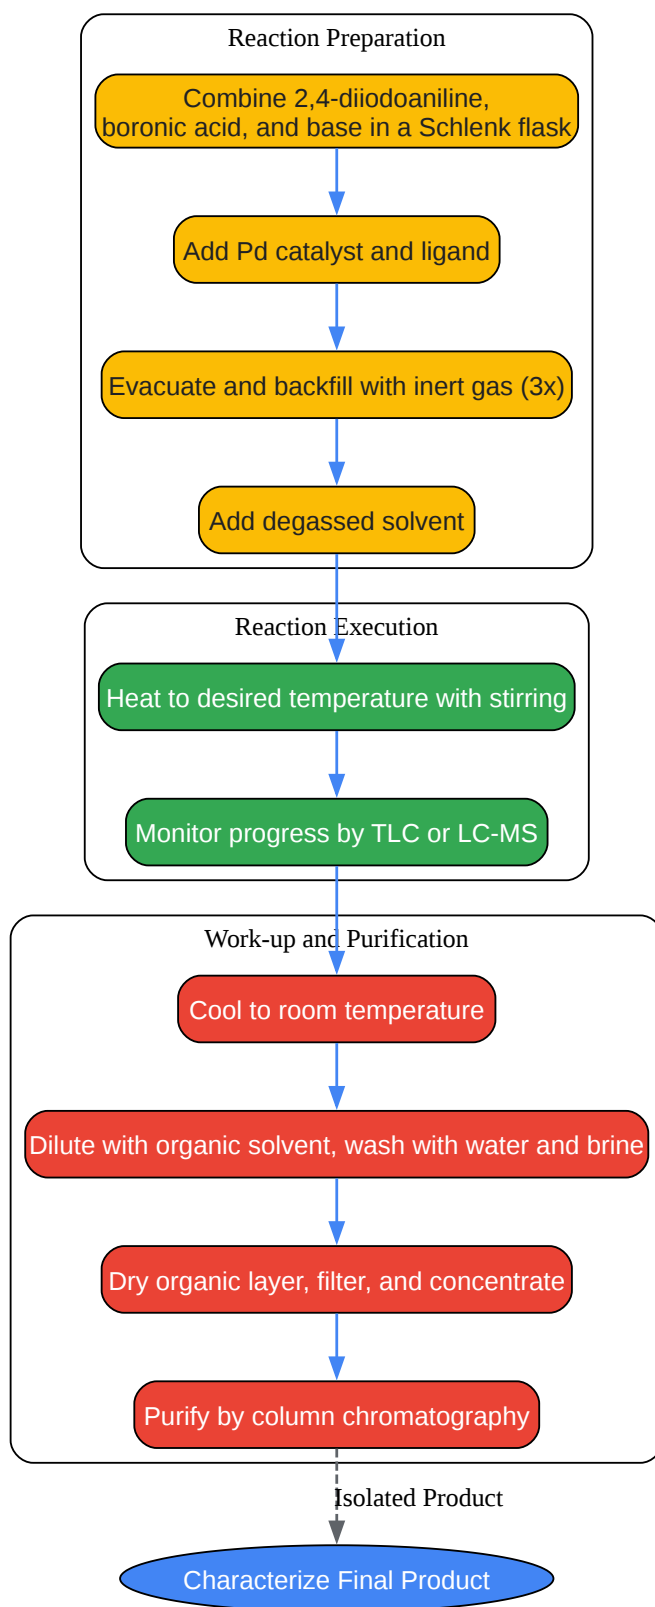 Reaction Preparation
Combine 2,4-diiodoaniline,
boronic acid, and base in a Schlenk flask
Add Pd catalyst and ligand
Evacuate and backfill with inert gas (3x)
Add degassed solvent
Reaction Execution
Heat to desired temperature with stirring
Monitor progress by TLC or LC-MS
Work-up and Purification
Cool to room temperature
Dilute with organic solvent, wash with water and brine
Dry organic layer, filter, and concentrate
Purify by column chromatography
Isolated Product
Characterize Final Product